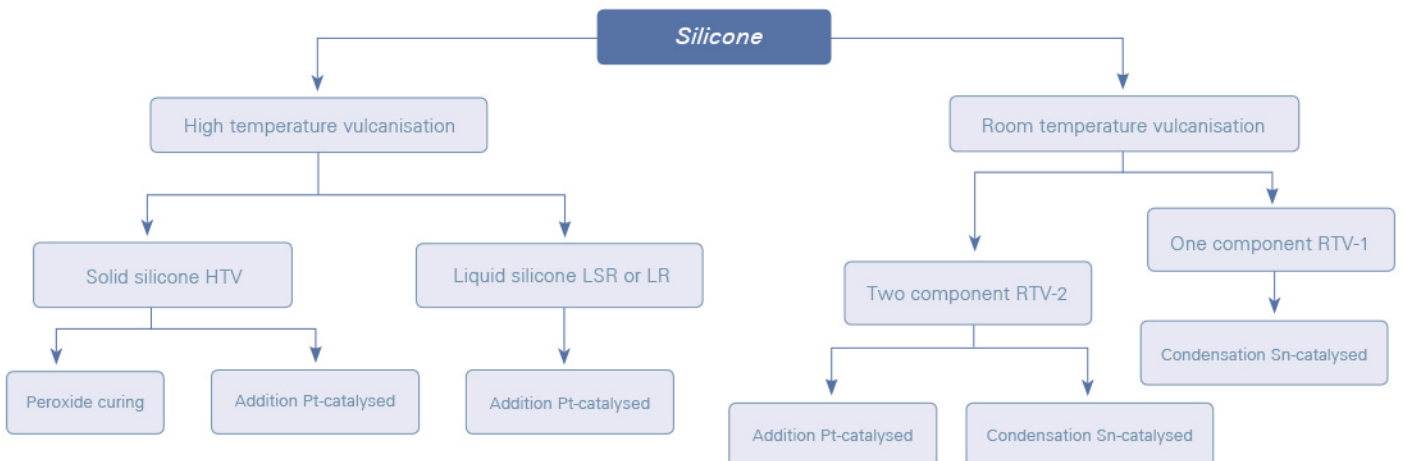 Silicone
High temperature vulcanisation
Room temperature vulcanisation
Solid silicone HTV
Liquid silicone LSR or LR
Two component RTV-2
One component RTV-1
Peroxide curing
Addition Pt-catalysed
Addition Pt-catalysed
Addition Pt-catalysed
Condensation Sn-catalysed
Condensation Sn-catalysed